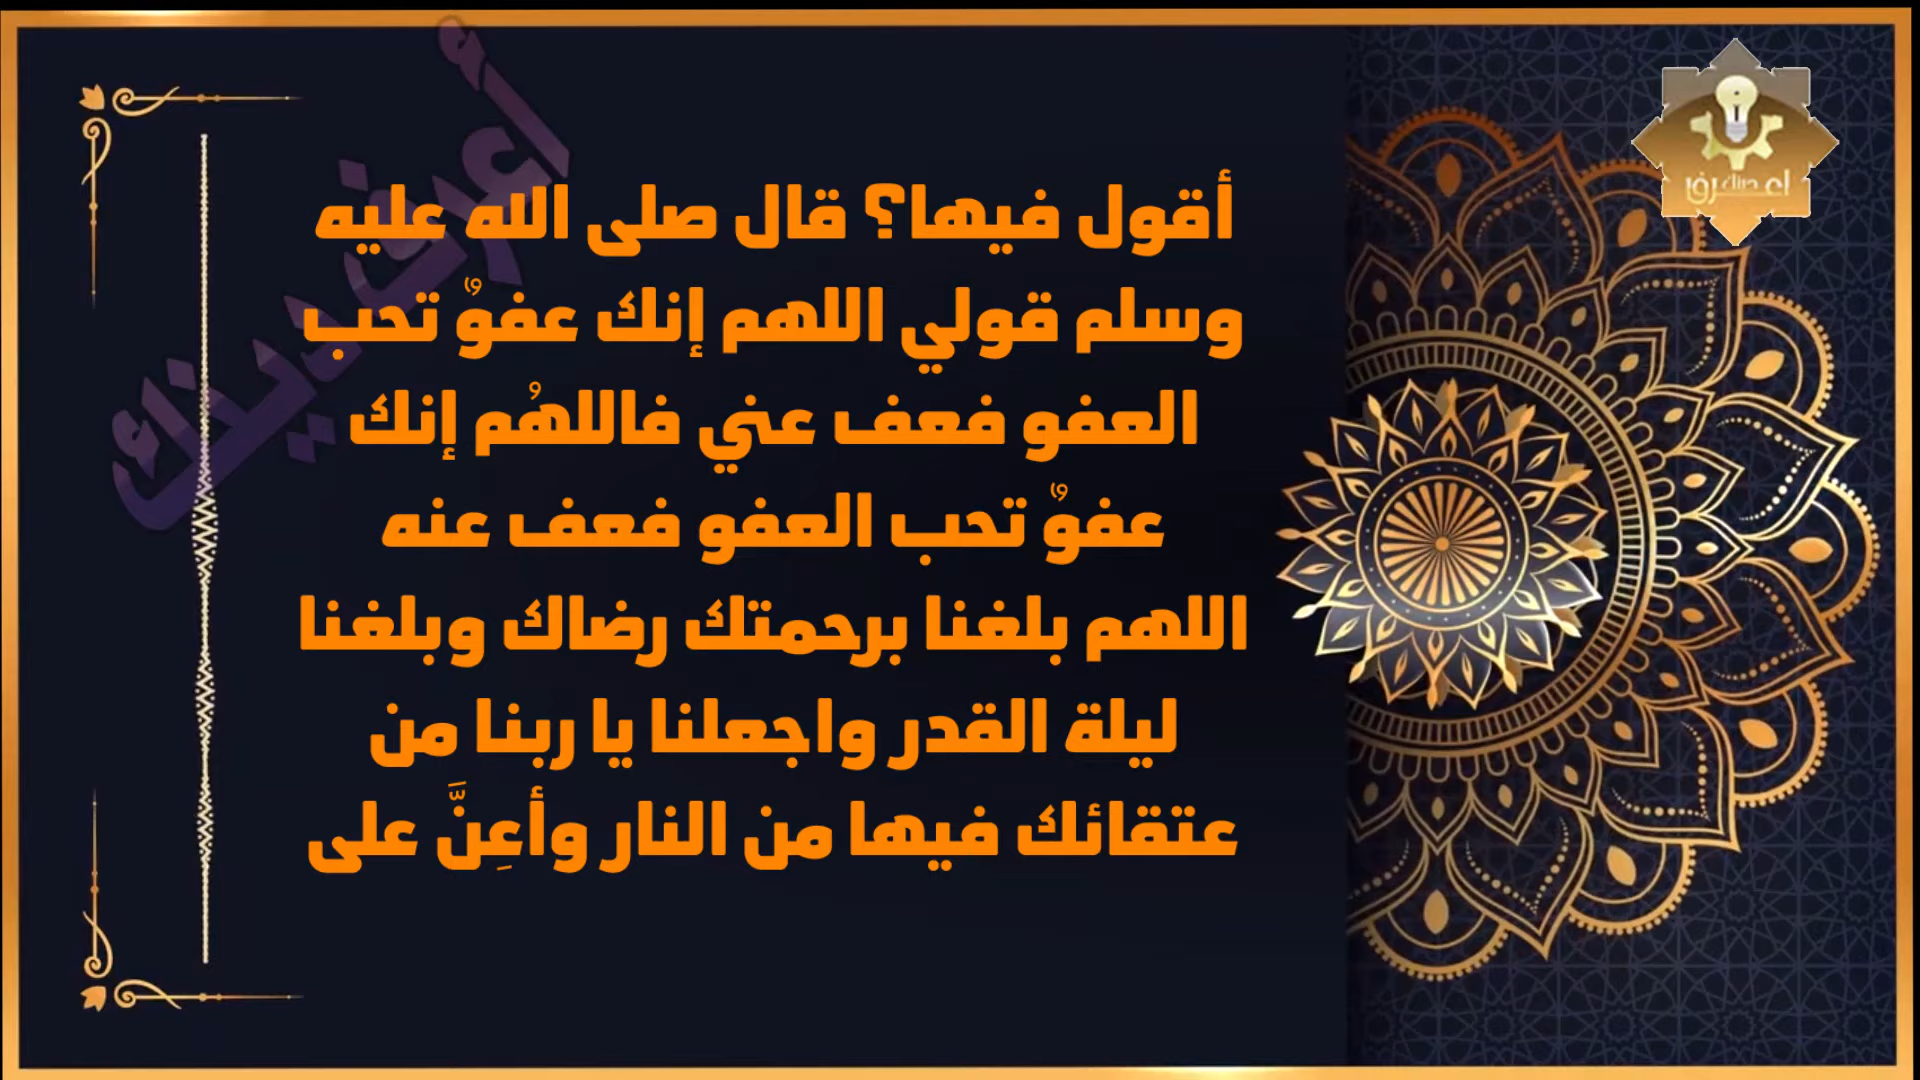 أقول فيها؟ قال صلى الله عليه
وسلم قولي اللهم إنك عفوٌ تحب
العفو فعف عني فاللهُم إنك
عفوٌ تحب العفو فعف عنه
اللهم بلغنا برحمتك رضاك وبلغنا
ليلة القدر واجعلنا يا ربنا من
عتقائك فيها من النار وأعِنَّ على
أعرف دينك